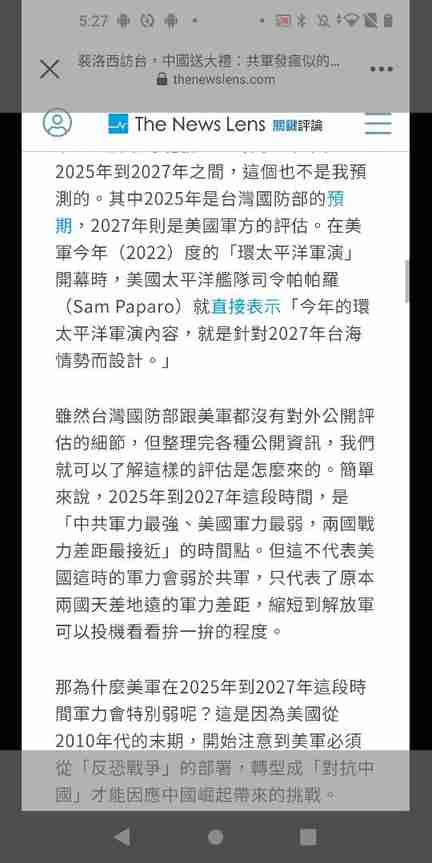 5:27
裴洛西訪台，中國送大禮：共軍發瘋似的...
thenewslens.com
The News Lens 關鍵評論
2025年到2027年之間，這個也不是我預
測的。其中2025年是台灣國防部的預
期，2027年則是美國軍方的評估。在美
軍今年（2022）度的「環太平洋軍演」
開幕時，美國太平洋艦隊司令帕帕羅
（Sam Paparo）就直接表示「今年的環
太平洋軍演內容，就是針對2027年台海
情勢而設計。」
雖然台灣國防部跟美軍都沒有對外公開評
估的細節，但整理完各種公開資訊，我們
就可以了解這樣的評估是怎麼來的。簡單
來說，2025年到2027年這段時間，是
「中共軍力最強、美國軍力最弱，兩國戰
力差距最接近」的時間點。但這不代表美
國這時的軍力會弱於共軍，只代表了原本
兩國天差地遠的軍力差距，縮短到解放軍
可以投機看看拚一拚的程度。
那為什麼美軍在2025年到2027年這段時
間軍力會特別弱呢？這是因為美國從
2010年代的末期，開始注意到美軍必須
從「反恐戰爭」的部署，轉型成「對抗中
國」才能因應中國崛起帶來的挑戰。